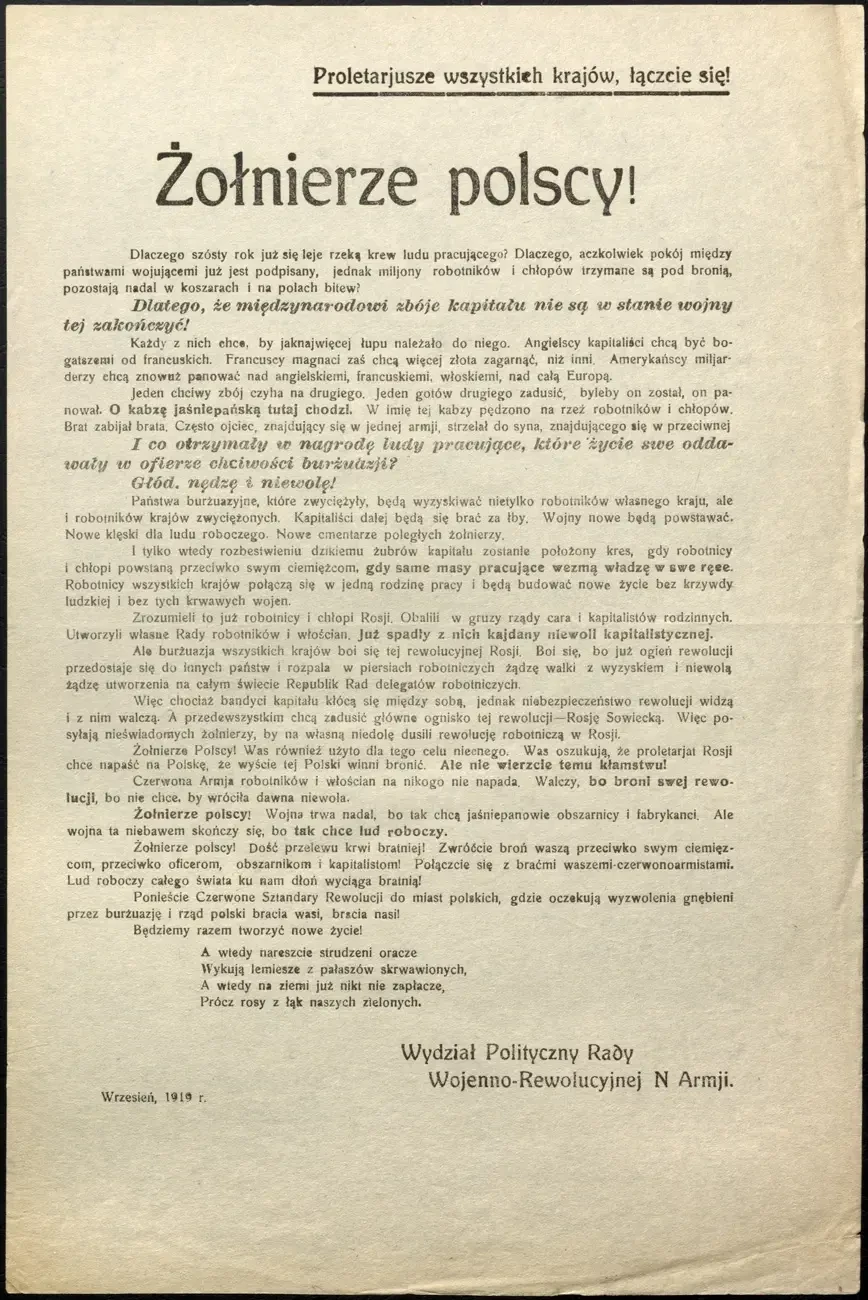 Proletarjusze wszystkich krajów, łączcie się!
Żołnierze polscy!
Dlaczego szósty rok już się leje rzeką krew ludu pracującego? Dlaczego, aczkolwiek pokój między
państwami wojującemi już jest podpisany, jednak miljony robotników i chłopów trzymane są pod bronią,
pozostają nadal w koszarach i na polach bitew?
Dlatego, że międzynarodowi zbóje kapitału nie są w stanie wojny
tej zakończyć!
Każdy z nich chce, by jaknajwięcej łupu należało do niego. Angielscy kapitaliści chcą być bo-
gatszemi od francuskich. Francuscy magnaci zaś chcą więcej złota zagarnąć, niż inni. Amerykańscy miljar-
derzy chcą znowuż panować nad angielskiemi, francuskiemi, włoskiemi, nad całą Europą.
Jeden chciwy zbój czyha na drugiego. Jeden gotów drugiego zadusić, byleby on został, on pa-
nował. O kabzę jaśniepańską tutaj chodzi. W imię tej kabzy pędzono na rzeź robotników i chłopów.
Brat zabijał brata. Często ojciec, znajdujący się w jednej armji, strzelał do syna, znajdującego się w przeciwnej
I co otrzymały w nagrodę ludy pracujące, które życie swe odda-
wały w ofierze chciwości burżuazji?
Głód, nędzę i niewolę!
Państwa burżuazyjne, które zwyciężyły, będą wyzyskiwać nietylko robotników własnego kraju, ale
i robotników krajów zwyciężonych. Kapitaliści dalej będą się brać za łby. Wojny nowe będą powstawać.
Nowe klęski dla ludu roboczego. Nowe cmentarze poległych żołnierzy.
I tylko wtedy rozbestwieniu dzikiemu żubrów kapitału zostanie położony kres, gdy robotnicy
i chłopi powstaną przeciwko swym ciemiężcom, gdy same masy pracujące wezmą władzę w swe ręce.
Robotnicy wszystkich krajów połączą się w jedną rodzinę pracy i będą budować nowe życie bez krzywdy
ludzkiej i bez tych krwawych wojen.
Zrozumieli to już robotnicy i chłopi Rosji. Obalili w gruzy rządy cara i kapitalistów rodzinnych.
Utworzyli własne Rady robotników i włościan. Już spadły z nich kajdany niewoli kapitalistycznej.
Ale burżuazja wszystkich krajów boi się tej rewolucyjnej Rosji. Boi się, bo już ogień rewolucji
przedostaje się do innych państw i rozpala w piersiach robotniczych żądzę walki z wyzyskiem i niewolą
żądzę utworzenia na całym świecie Republik Rad delegatów robotniczych.
Więc chociaż bandyci kapitału kłócą się między sobą, jednak niebezpieczeństwo rewolucji widzą
i z nim walczą. A przedewszystkim chcą zadusić główne ognisko tej rewolucji—Rosję Sowiecką. Więc po-
syłają nieświadomych żołnierzy, by na własną niedolę dusili rewolucję robotniczą w Rosji.
Żołnierze Polscy! Was również użyto dla tego celu niecnego. Was oszukują, że proletarjat Rosji
chce napaść na Polskę, że wyście tej Polski winni bronić. Ale nie wierzcie temu kłamstwu!
Czerwona Armja robotników i włościan na nikogo nie napada. Walczy, bo broni swej rewo-
lucji, bo nie chce, by wróciła dawna niewola.
Żołnierze polscy! Wojna trwa nadal, bo tak chcą jaśniepanowie obszarnicy i fabrykanci. Ale
wojna ta niebawem skończy się, bo tak chce lud roboczy.
Żołnierze polscy! Dość przelewu krwi bratniej! Zwróćcie broń waszą przeciwko swym ciemięz-
com, przeciwko oficerom, obszarnikom i kapitalistom! Połączcie się z braćmi waszemi-czerwonoarmistami.
Lud roboczy całego świata ku nam dłoń wyciąga bratnią!
Ponieście Czerwone Sztandary Rewolucji do miast polskich, gdzie oczekują wyzwolenia gnębieni
przez burżuazję i rząd polski bracia wasi, bracia nasi!
Będziemy razem tworzyć nowe życie!
A wtedy nareszcie strudzeni oracze
Wykują lemiesze z pałaszów skrwawionych,
A wtedy na ziemi już nikt nie zapłacze,
Prócz rosy z łąk naszych zielonych.
Wydział Polityczny Rady
Wojenno-Rewolucyjnej N Armji.
Wrzesień, 1919 r.